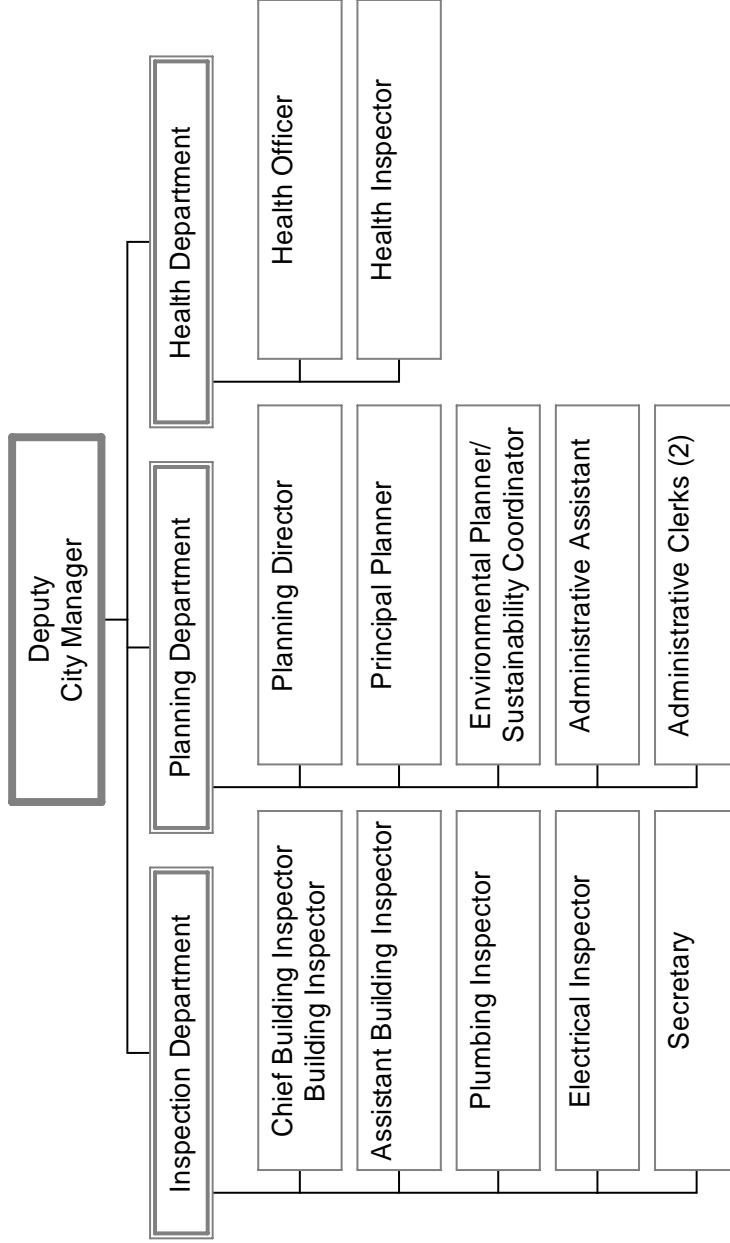 Deputy
City Manager
Inspection Department
Chief Building Inspector
Building Inspector
Assistant Building Inspector
Plumbing Inspector
Electrical Inspector
Secretary
Planning Department
Planning Director
Principal Planner
Environmental Planner/
Sustainability Coordinator
Administrative Assistant
Administrative Clerks (2)
Health Department
Health Officer
Health Inspector